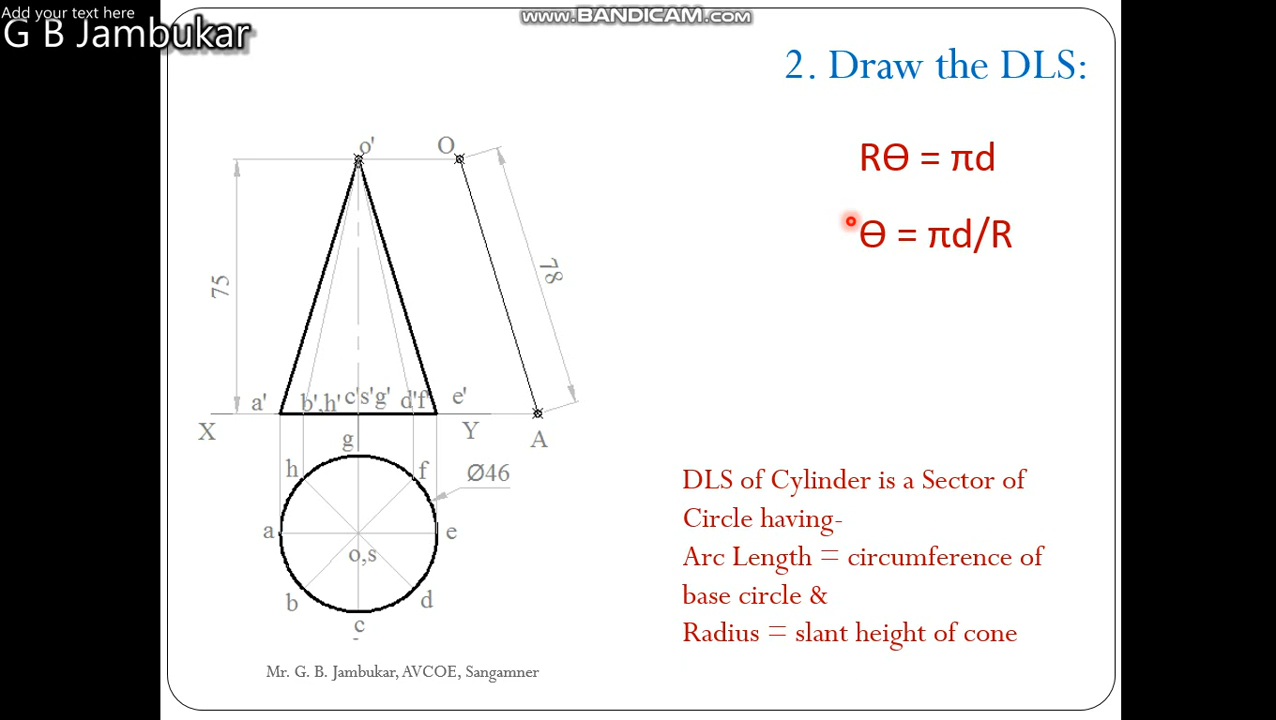 Add your text here
G B Jambukar
www.BANDICAM.com
2. Draw the DLS:
RΘ = πd
Θ = πd/R
o'
O
75
78
a'
b',h'
c's'g'
d'f'
e'
X
Y
A
g
h
f
Ø46
a
e
o,s
b
d
c
DLS of Cylinder is a Sector of
Circle having-
Arc Length = circumference of
base circle &
Radius = slant height of cone
Mr. G. B. Jambukar, AVCOE, Sangamner